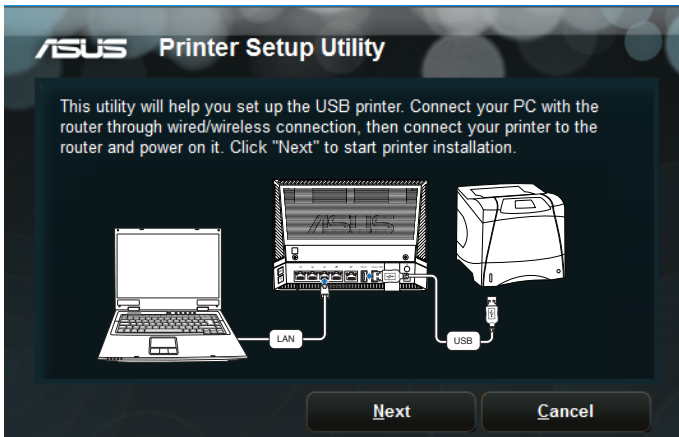 ASUS Printer Setup Utility
This utility will help you set up the USB printer. Connect your PC with the
router through wired/wireless connection, then connect your printer to the
router and power on it. Click "Next" to start printer installation.
ASUS
LAN
USB
Next
Cancel